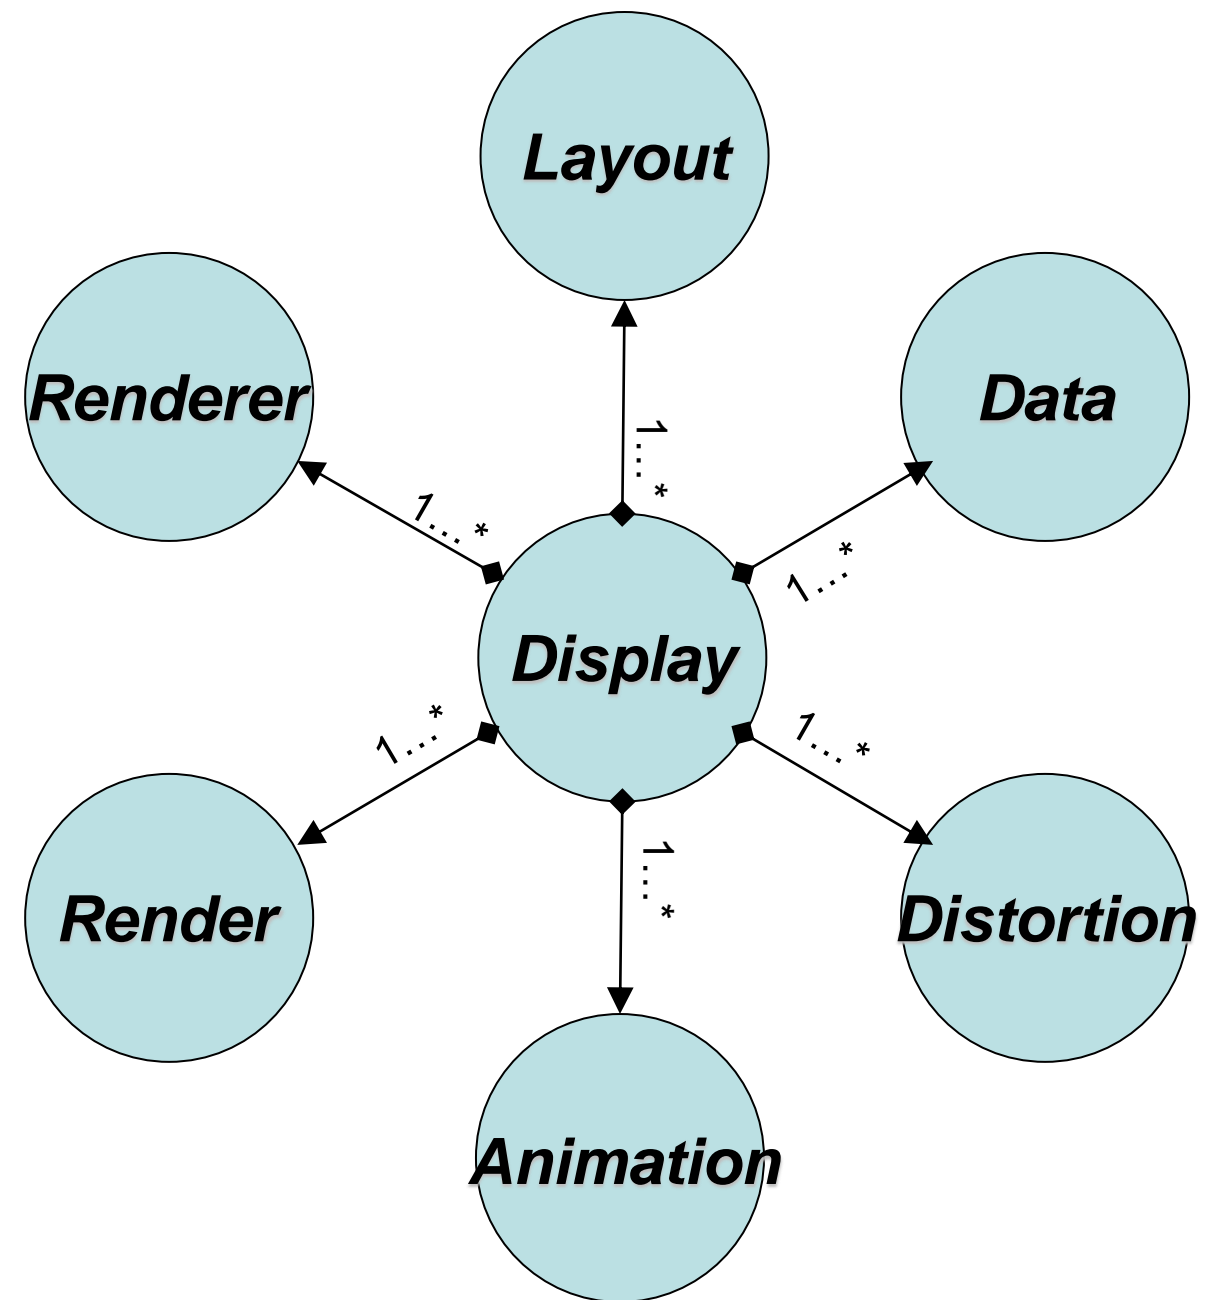 Layout
Renderer
Data
1...*
1...*
1...*
Display
1...*
1...*
1...*
Render
Distortion
Animation